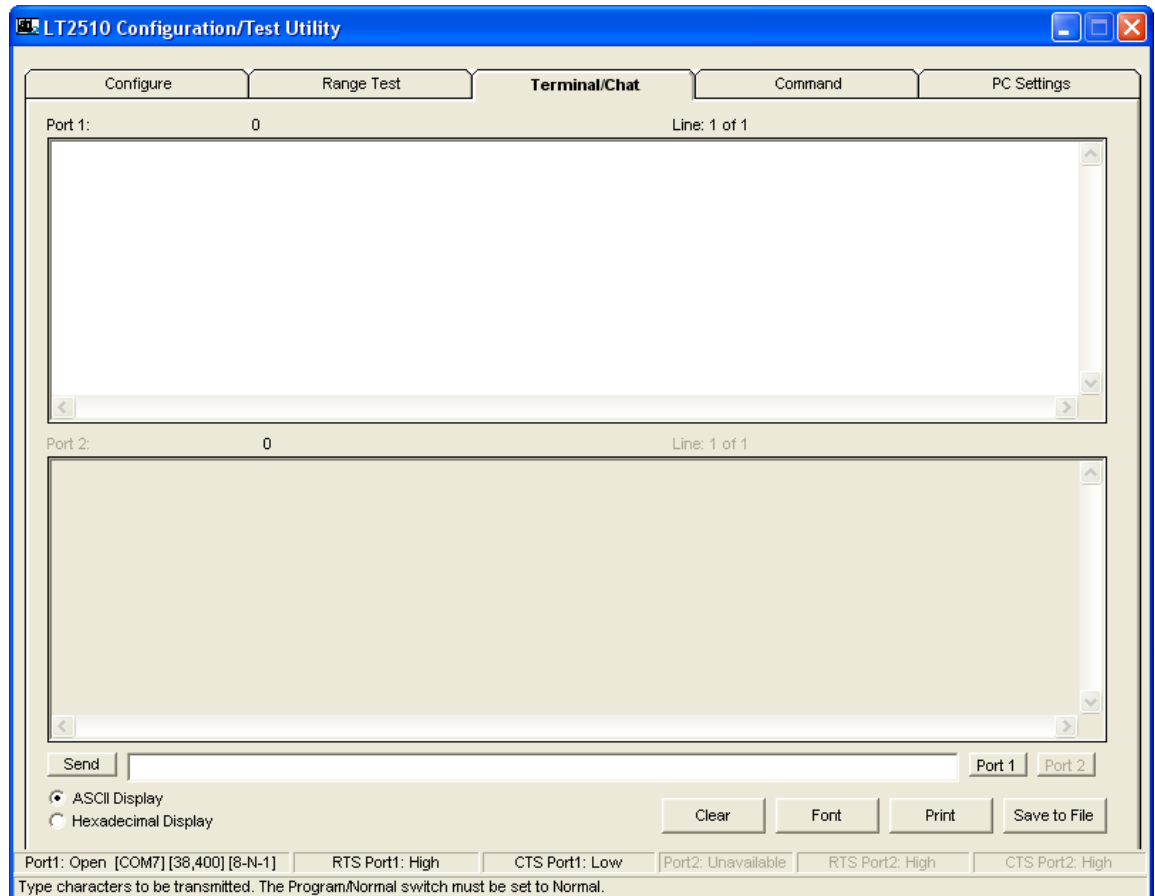 LT2510 Configuration/Test Utility
Configure Range Test Terminal/Chat Command PC Settings
Port 1: 0 Line: 1 of 1
Port 2: 0 Line: 1 of 1
Send Port 1 Port 2
ASCII Display
Hexadecimal Display
Clear Font Print Save to File
Port1: Open [COM7] [38,400] [8-N-1] RTS Port1: High CTS Port1: Low Port2: Unavailable RTS Port2: High CTS Port2: High
Type characters to be transmitted. The Program/Normal switch must be set to Normal.